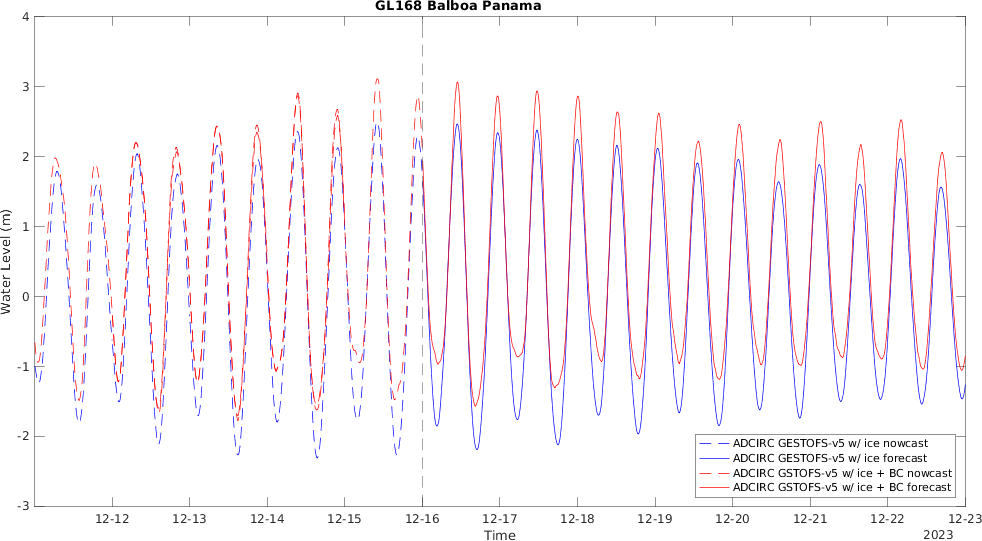 GL168 Balboa Panama
4
3
2
1
0
-1
-2
-3
Water Level (m)
ADCIRC GESTOFS-v5 w/ ice nowcast
ADCIRC GESTOFS-v5 w/ ice forecast
ADCIRC GSTOFS-v5 w/ ice + BC nowcast
ADCIRC GSTOFS-v5 w/ ice + BC forecast
12-12 12-13 12-14 12-15 12-16 12-17 12-18 12-19 12-20 12-21 12-22 12-23
Time
2023